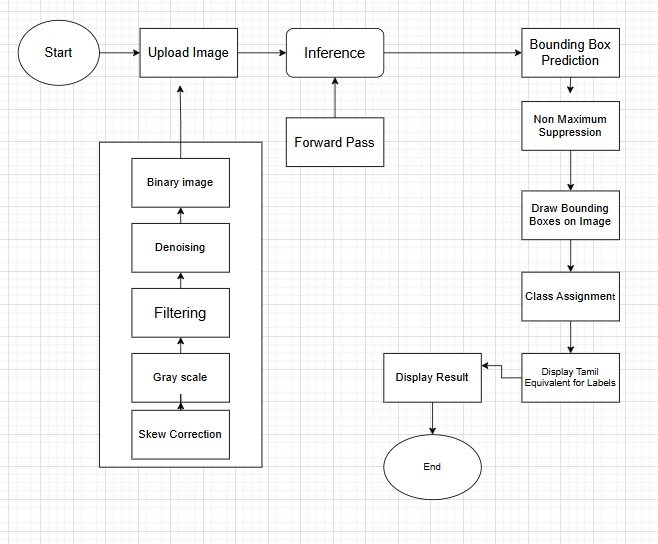 Start
Upload Image
Inference
Bounding Box
Prediction
Forward Pass
Non Maximum
Suppression
Draw Bounding
Boxes on Image
Class Assignment
Display Tamil
Equivalent for Labels
Display Result
End
Binary image
Denoising
Filtering
Gray scale
Skew Correction